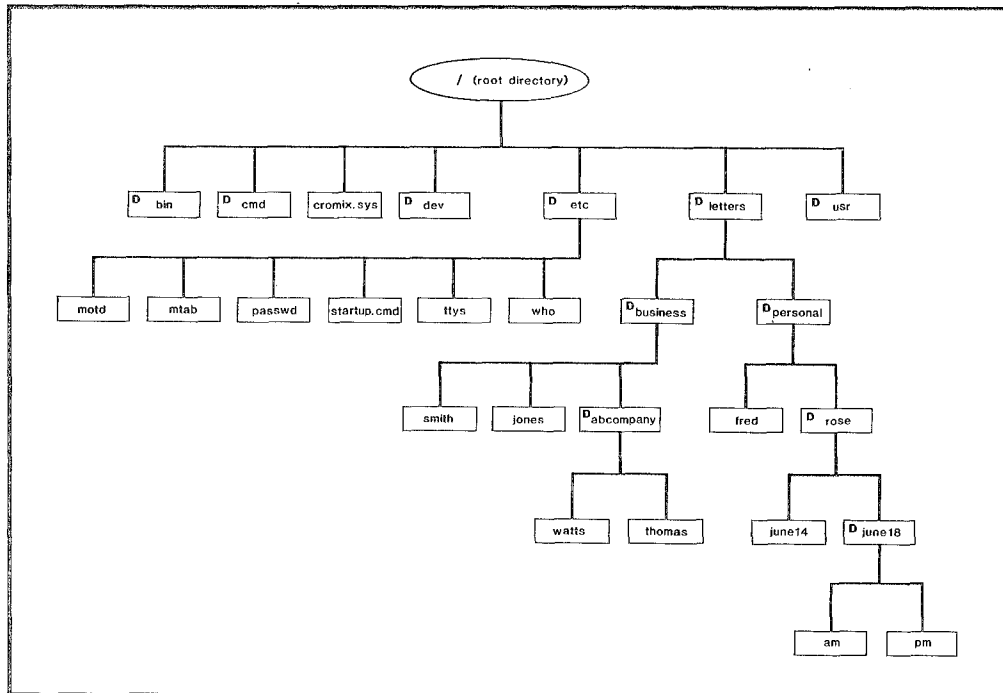 / (root directory)
D bin
D cmd
cromix.sys
D dev
D etc
D letters
D usr
motd
mtab
passwd
startup.cmd
ttys
who
D business
D personal
smith
jones
D abcompany
fred
D rose
watts
thomas
june14
D june18
am
pm